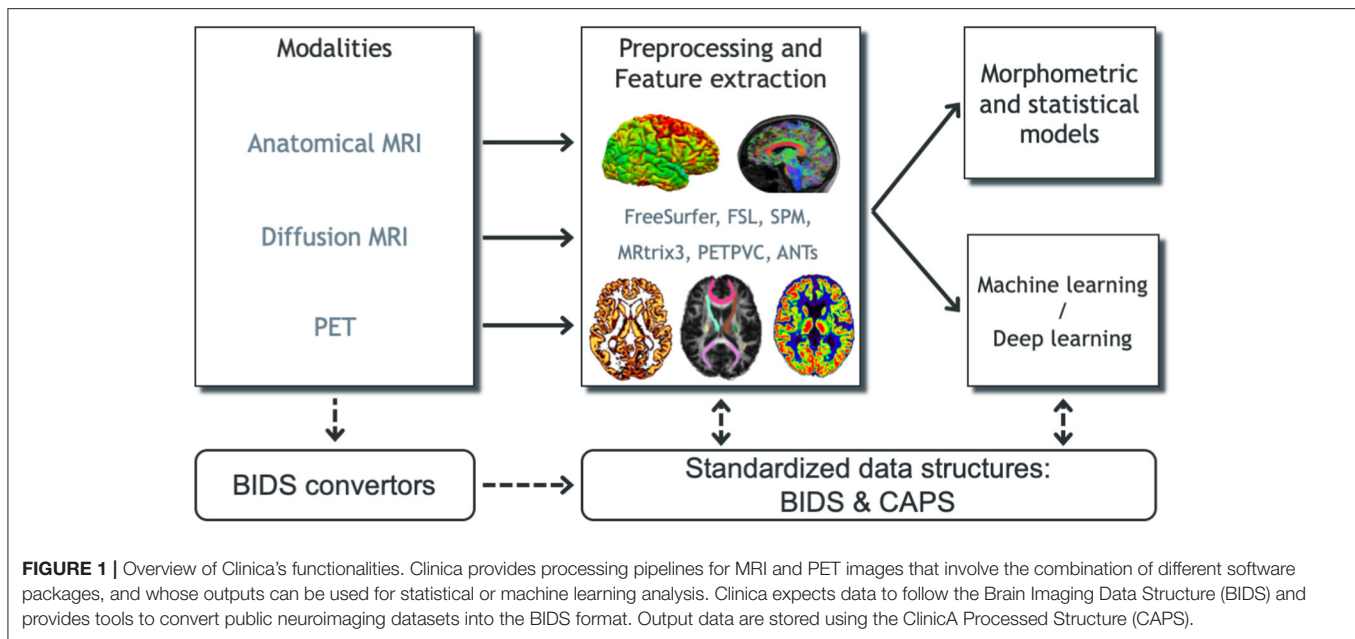 Modalities
Anatomical MRI
Diffusion MRI
PET
Preprocessing and
Feature extraction
FreeSurfer, FSL, SPM,
MRtrix3, PETPVC, ANTs
Morphometric
and statistical
models
Machine learning
/
Deep learning
BIDS convertors
Standardized data structures:
BIDS & CAPS
FIGURE 1 | Overview of Clinica's functionalities. Clinica provides processing pipelines for MRI and PET images that involve the combination of different software
packages, and whose outputs can be used for statistical or machine learning analysis. Clinica expects data to follow the Brain Imaging Data Structure (BIDS) and
provides tools to convert public neuroimaging datasets into the BIDS format. Output data are stored using the ClinicA Processed Structure (CAPS).